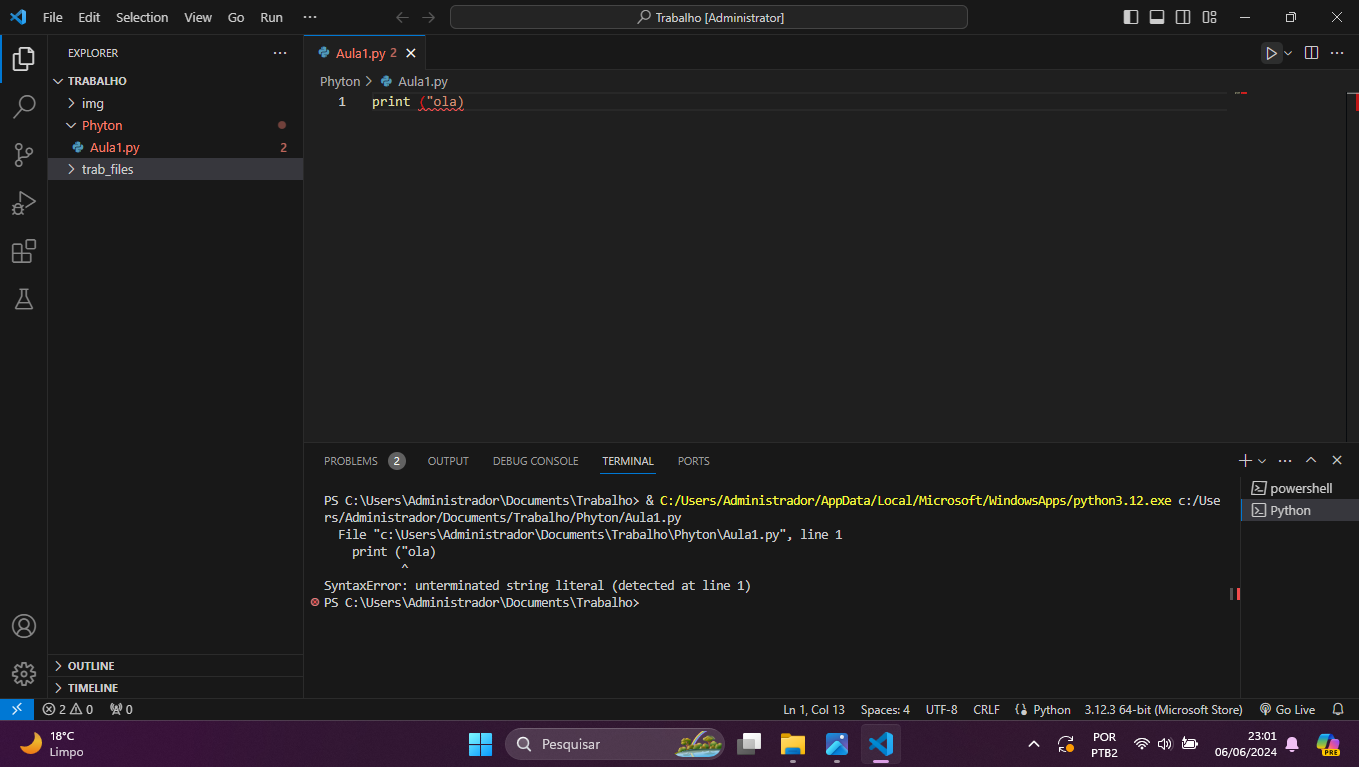 File Edit Selection View Go Run ···
Trabalho [Administrator]
EXPLORER
TRABALHO
img
Phyton
Aula1.py 2
trab_files
OUTLINE
TIMELINE
Aula1.py 2
Phyton > Aula1.py
1 print ("ola)
PROBLEMS 2 OUTPUT DEBUG CONSOLE TERMINAL PORTS
PS C:\Users\Administrador\Documents\Trabalho> & C:/Users/Administrador/AppData/Local/Microsoft/WindowsApps/python3.12.exe c:/Use
rs/Administrador/Documents/Trabalho/Phyton/Aula1.py
File "c:\Users\Administrador\Documents\Trabalho\Phyton\Aula1.py", line 1
print ("ola)
^
SyntaxError: unterminated string literal (detected at line 1)
PS C:\Users\Administrador\Documents\Trabalho>
powershell
Python
2 0 0 Ln 1, Col 13 Spaces: 4 UTF-8 CRLF Python 3.12.3 64-bit (Microsoft Store) Go Live
18°C
Limpo
Pesquisar
PRE
POR
PTB2
23:01
06/06/2024